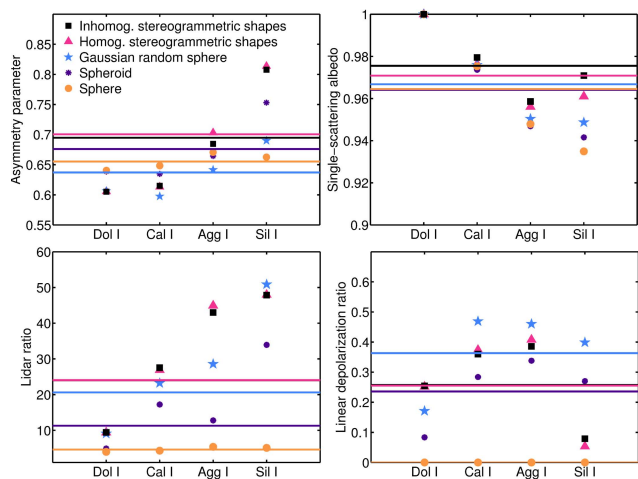 Inhomog. stereogrammetric shapes
Homog. stereogrammetric shapes
Gaussian random sphere
Spheroid
Sphere
Asymmetry parameter
0.85
0.8
0.75
0.7
0.65
0.6
0.55
Dol I Cal I Agg I Sil I
Single−scattering albedo
1
0.98
0.96
0.94
0.92
0.9
Dol I Cal I Agg I Sil I
Lidar ratio
60
50
40
30
20
10
Dol I Cal I Agg I Sil I
Linear depolarization ratio
0.6
0.5
0.4
0.3
0.2
0.1
0
Dol I Cal I Agg I Sil I